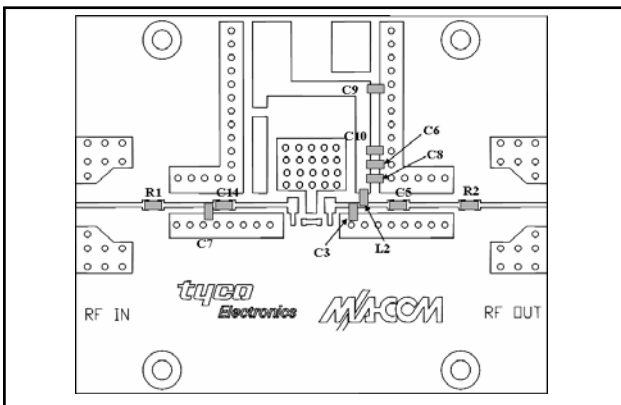 C9
C10
C6
C8
R1
C14
C5
R2
C7
C3
L2
tyco
Electronics
M/A-COM
RF IN
RF OUT